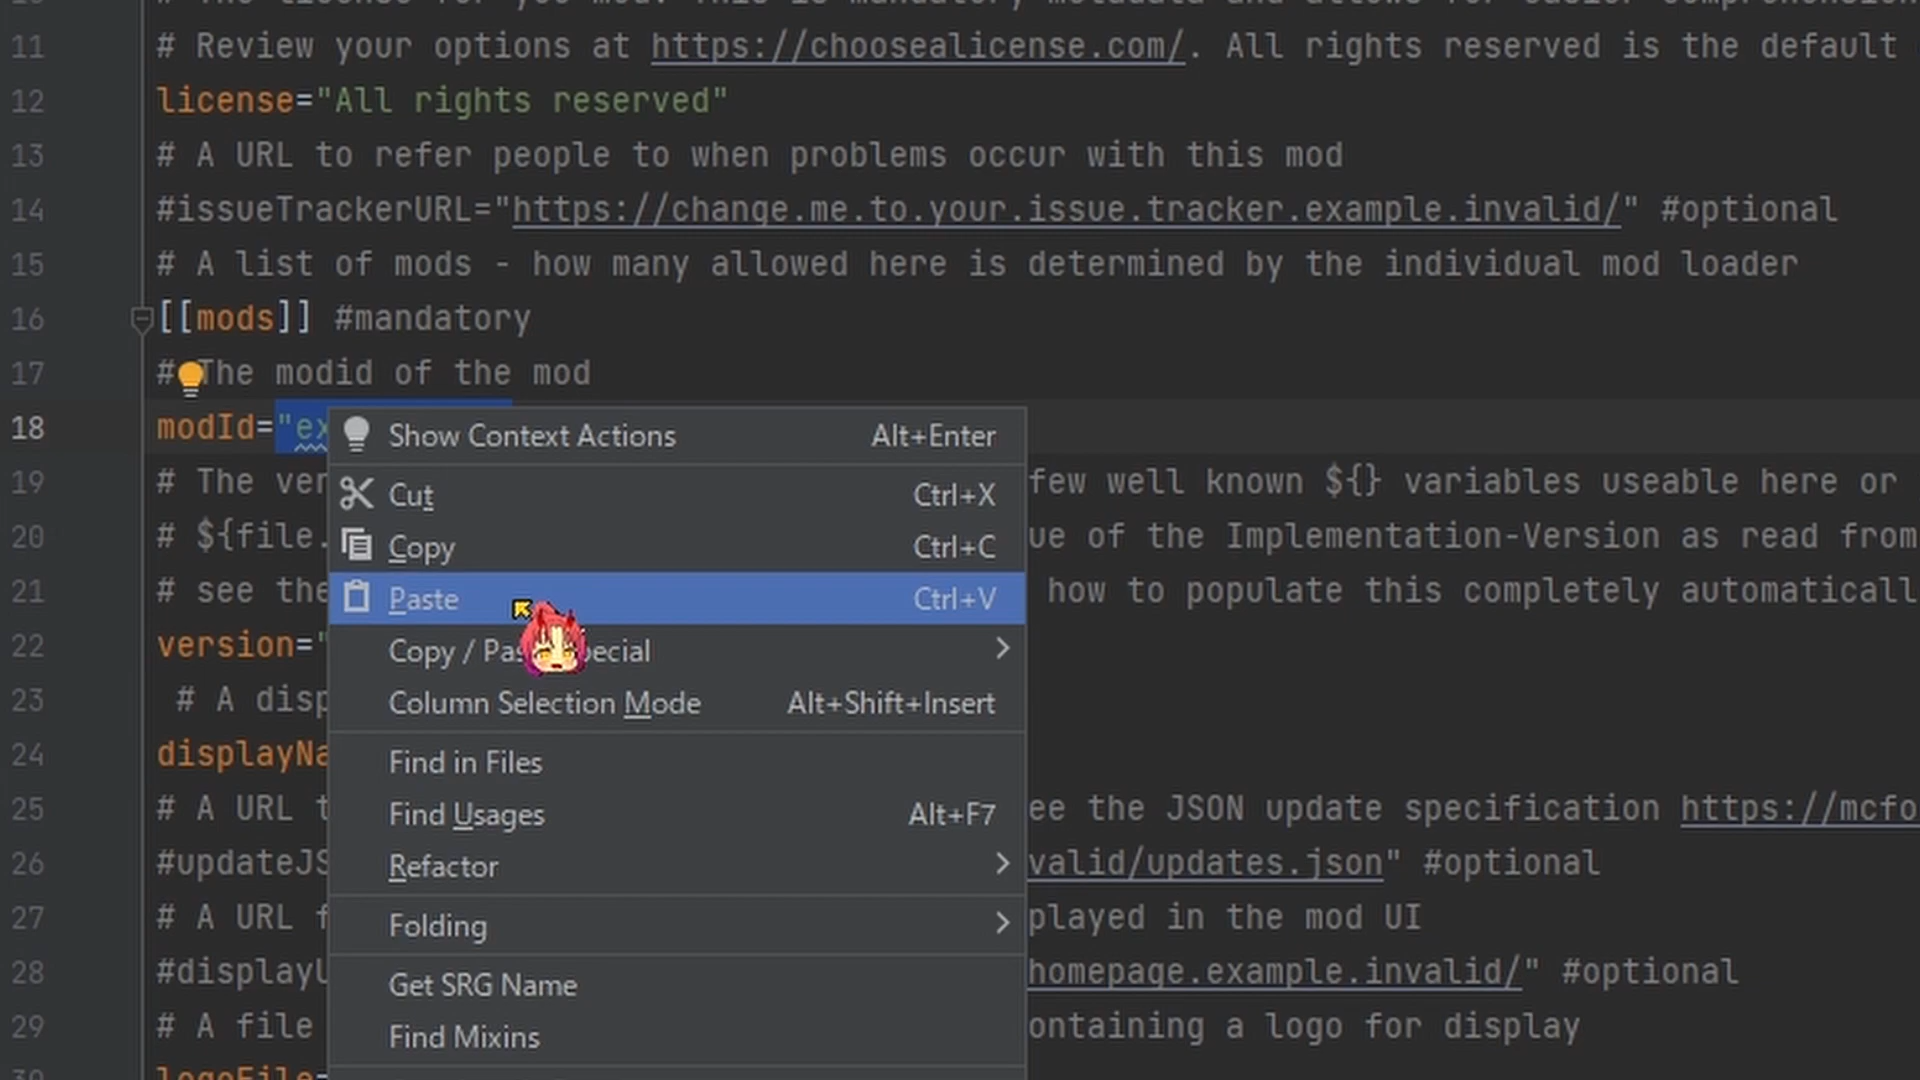 11 # Review your options at https://choosealicense.com/. All rights reserved is the default
12 license="All rights reserved"
13 # A URL to refer people to when problems occur with this mod
14 #issueTrackerURL="https://change.me.to.your.issue.tracker.example.invalid/" #optional
15 # A list of mods - how many allowed here is determined by the individual mod loader
16 [[mods]] #mandatory
17 # The modid of the mod
18 modId="ex
Show Context Actions Alt+Enter
19 # The ver few well known ${} variables useable here or
Cut Ctrl+X
20 # ${file. ue of the Implementation-Version as read from
Copy Ctrl+C
21 # see the how to populate this completely automaticall
Paste Ctrl+V
22 version="
Copy / Pas ecial
23 # A disp
Column Selection Mode Alt+Shift+Insert
24 displayNa
Find in Files
25 # A URL t ee the JSON update specification https://mcfo
Find Usages Alt+F7
26 #updateJS valid/updates.json" #optional
Refactor
27 # A URL f played in the mod UI
Folding
28 #displayU homepage.example.invalid/" #optional
Get SRG Name
29 # A file ontaining a logo for display
Find Mixins
30 logoFile=